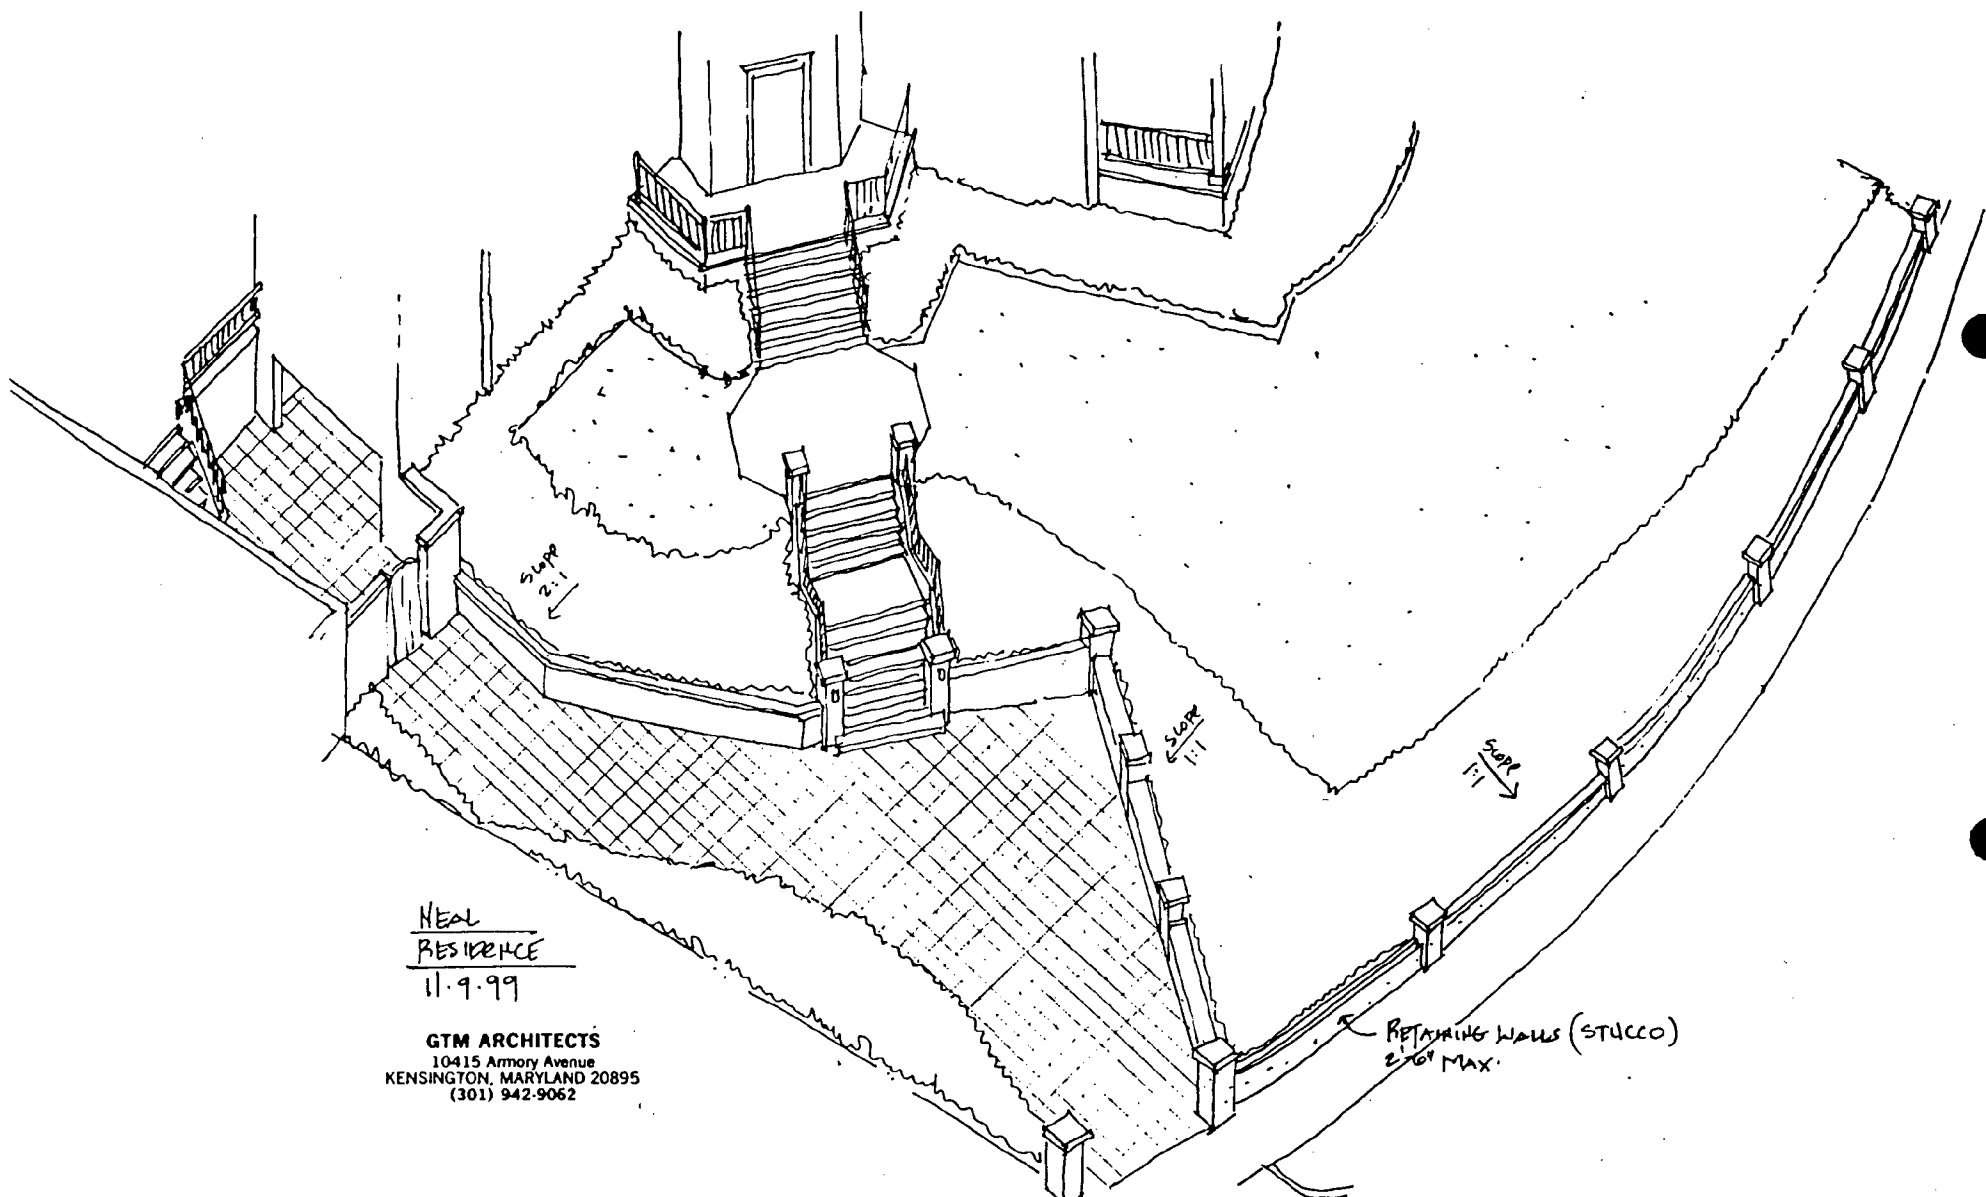 SLOPE
2:1
SLOPE
1:1
SLOPE
1:1
NEAL
RESIDENCE
11.9.99
GTM ARCHITECTS
10415 Armory Avenue
KENSINGTON, MARYLAND 20895
(301) 942-9062
RETAINING WALLS (STUCCO)
2'-6" MAX.